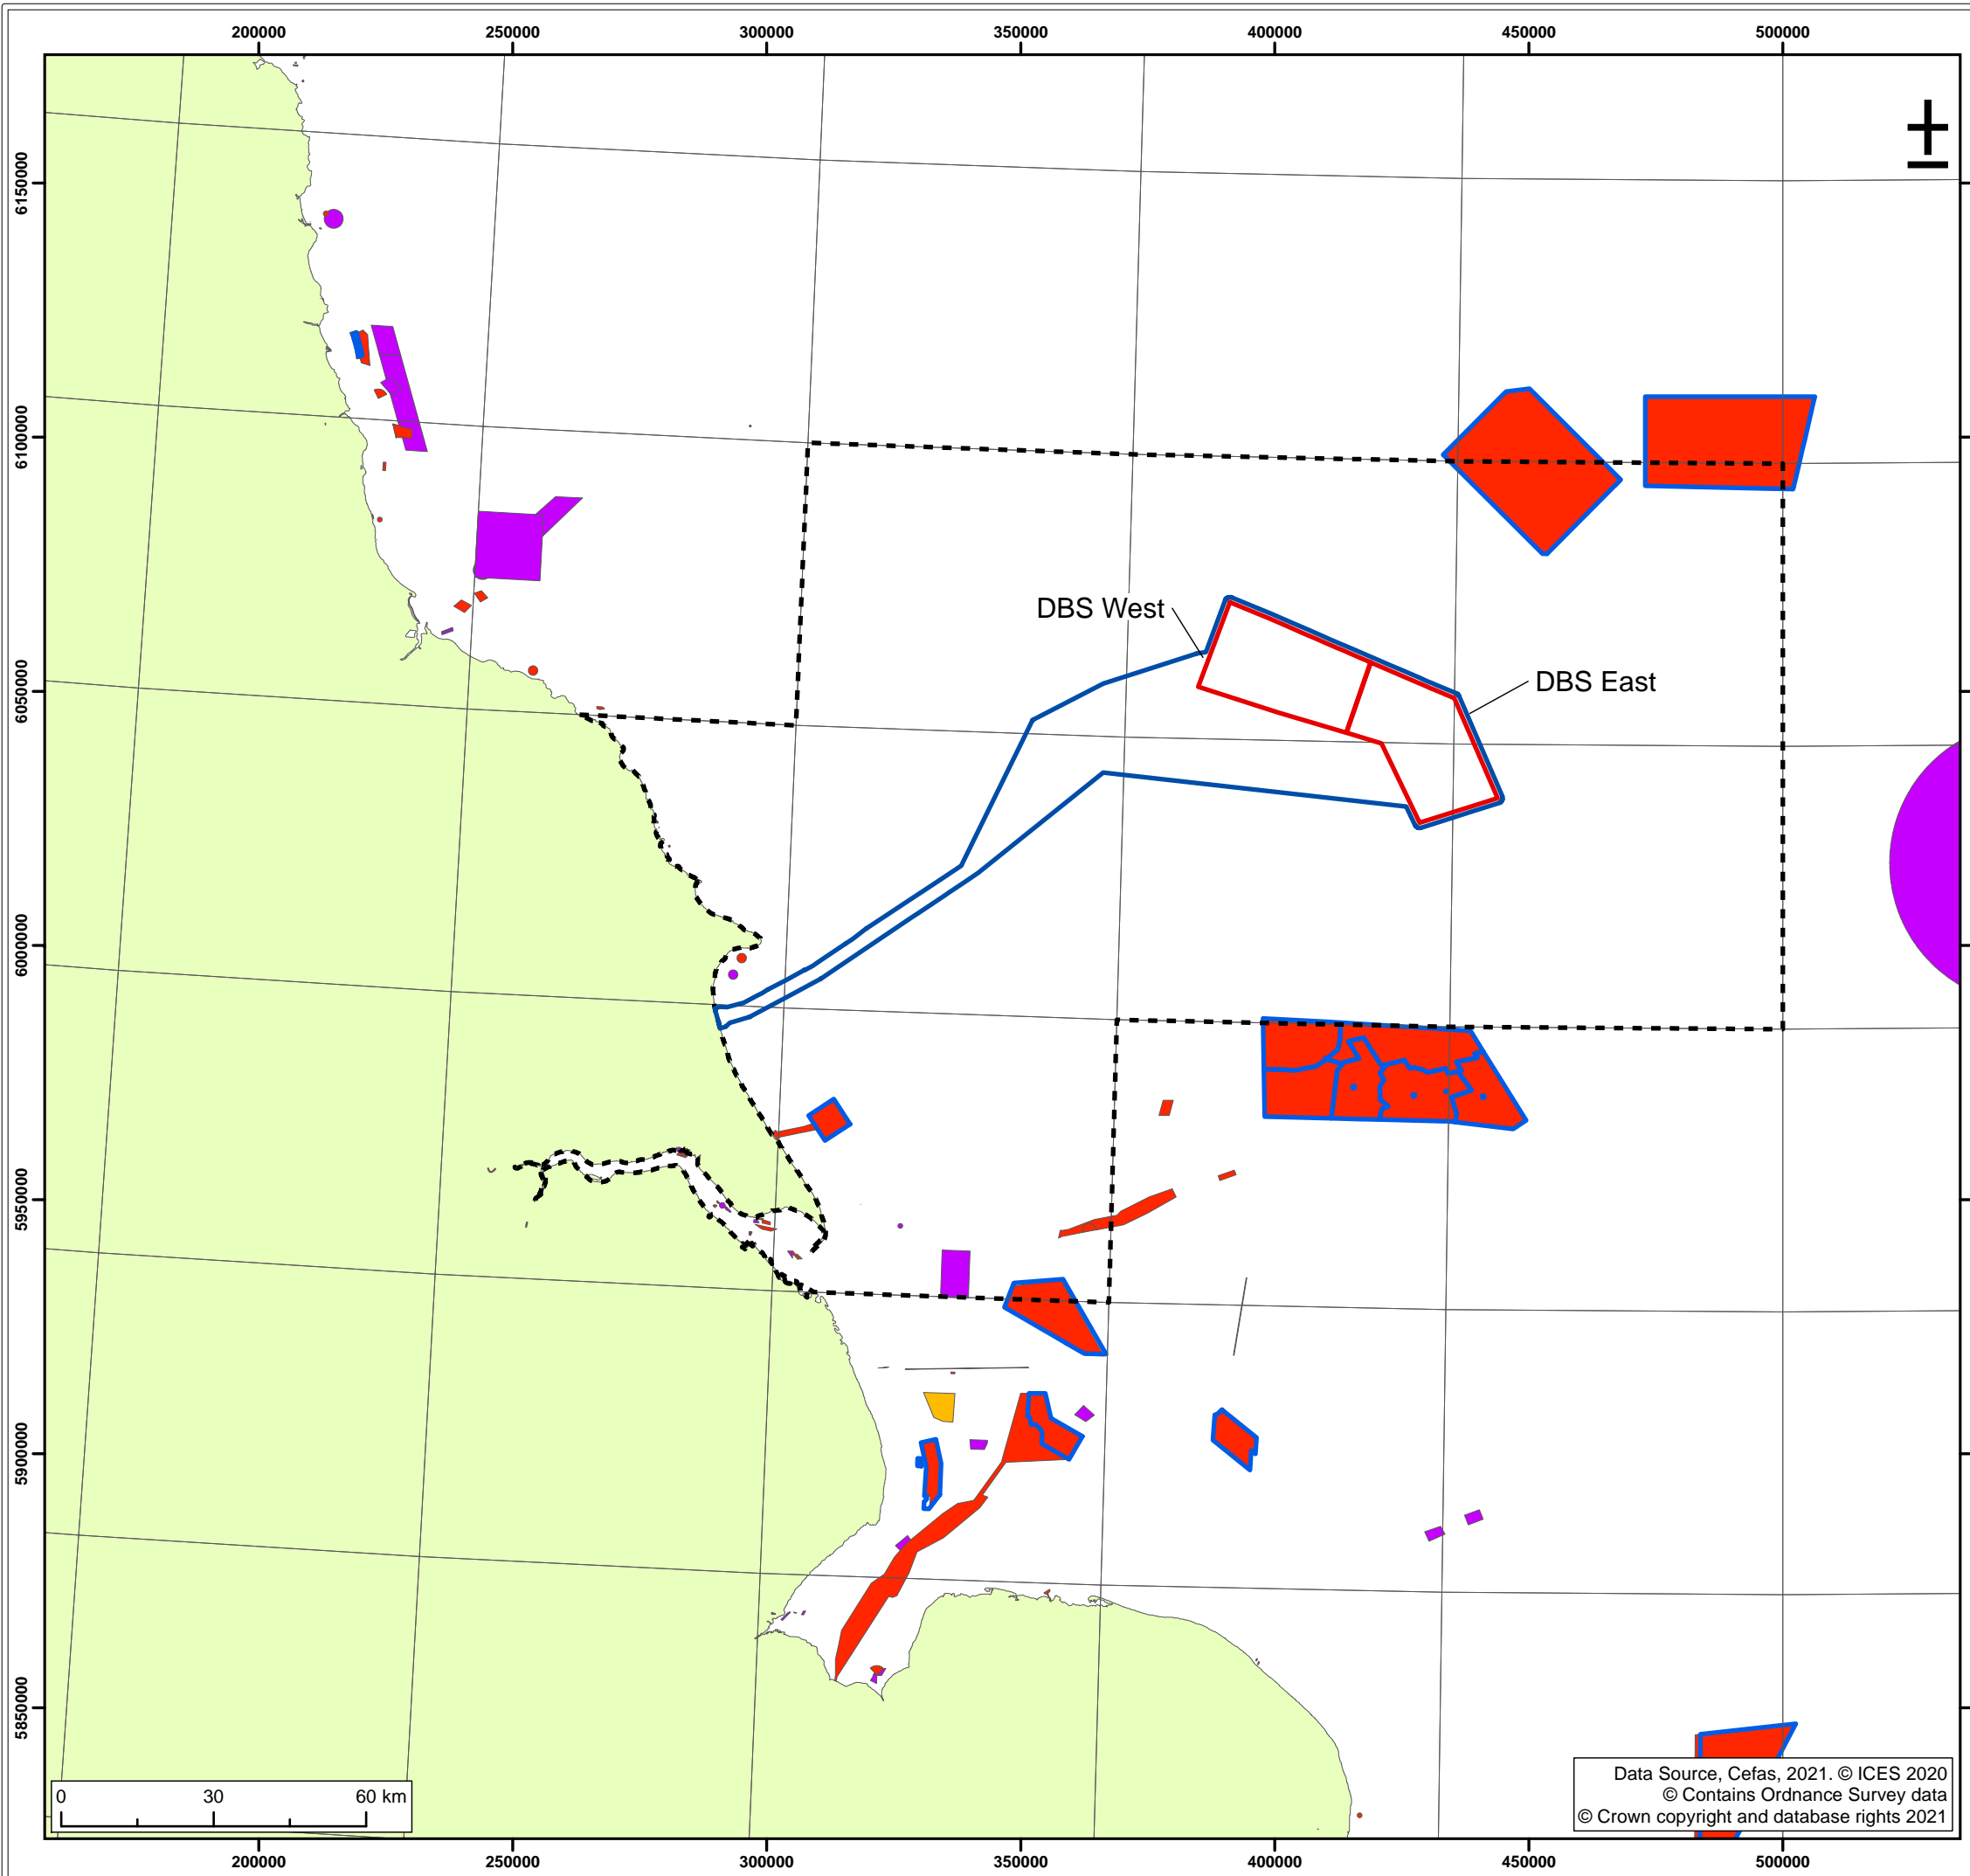 200000 250000 300000 350000 400000 450000 500000
6150000
6100000
6050000
6000000
5950000
5900000
5850000
DBS West
DBS East
0 30 60 km
Data Source, Cefas, 2021. © ICES 2020
© Contains Ordnance Survey data
© Crown copyright and database rights 2021
200000 250000 300000 350000 400000 450000 500000